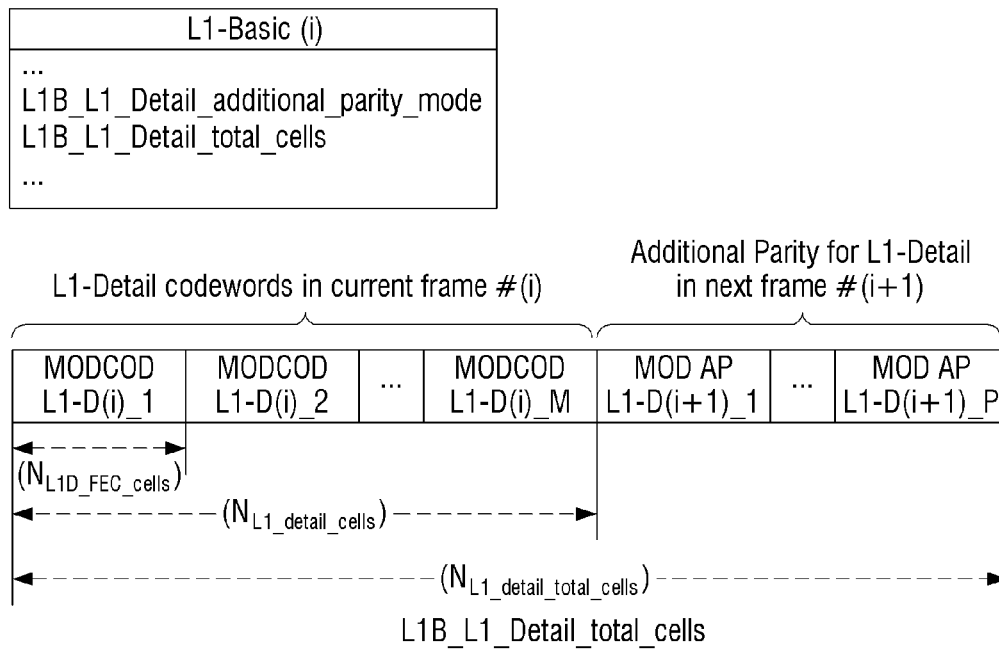 L1-Basic (i)
...
L1B_L1_Detail_additional_parity_mode
L1B_L1_Detail_total_cells
...
L1-Detail codewords in current frame #(i)
Additional Parity for L1-Detail
in next frame #(i+1)
MODCOD
L1-D(i)_1
MODCOD
L1-D(i)_2
...
MODCOD
L1-D(i)_M
MOD AP
L1-D(i+1)_1
...
MOD AP
L1-D(i+1)_P
(NL1D_FEC_cells)
(NL1_detail_cells)
(NL1_detail_total_cells)
L1B_L1_Detail_total_cells